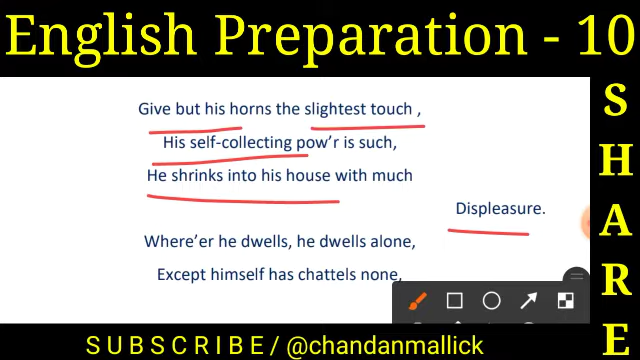 English Preparation - 10
Give but his horns the slightest touch ,
His self-collecting pow'r is such,
He shrinks into his house with much
Displeasure.
Where'er he dwells, he dwells alone,
Except himself has chattels none,
SHARE
SUBSCRIBE/ @chandanmallick